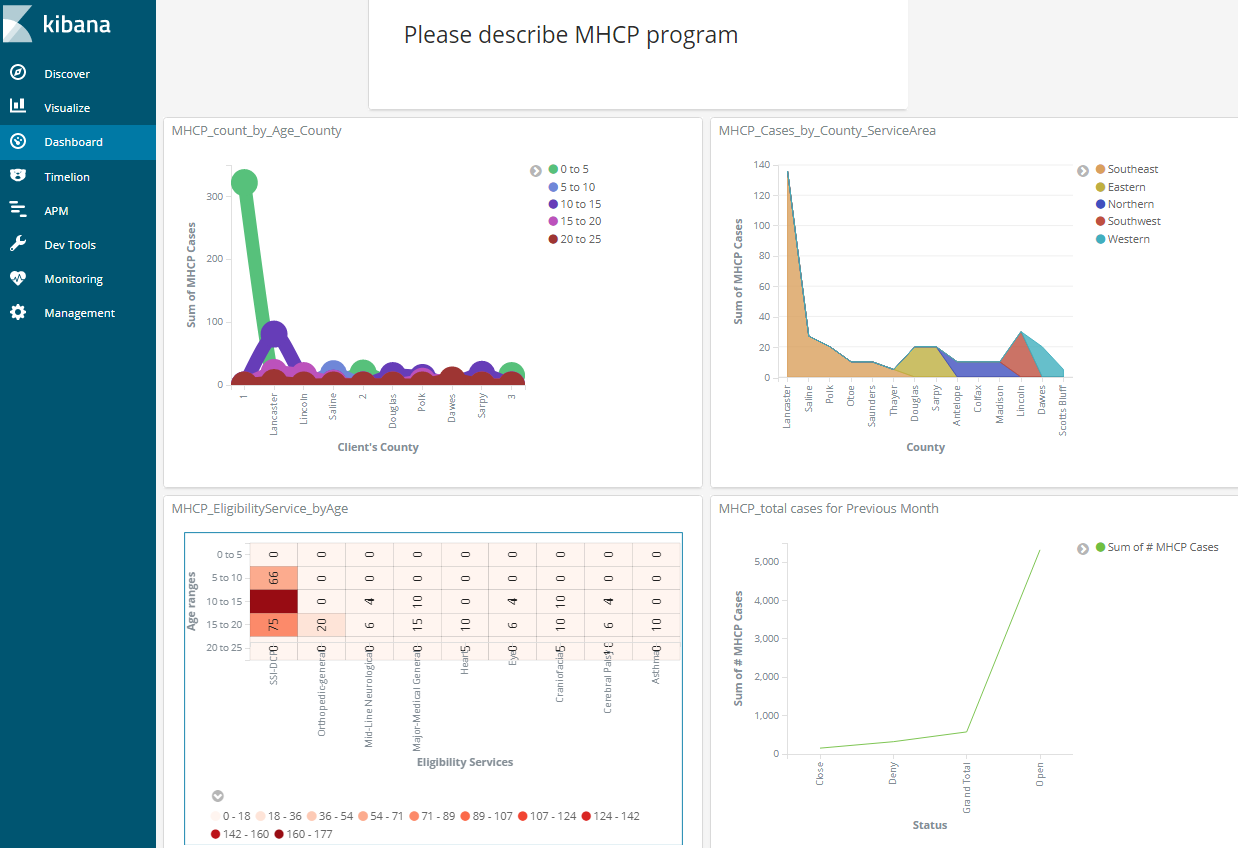 kibana
Discover
Visualize
Dashboard
Timelion
APM
Dev Tools
Monitoring
Management
Please describe MHCP program
MHCP_count_by_Age_County
Sum of MHCP Cases
300
200
100
0
1
Lancaster
Lincoln
Saline
2
Douglas
Polk
Dawes
Sarpy
3
Client's County
0 to 5
5 to 10
10 to 15
15 to 20
20 to 25
MHCP_Cases_by_County_ServiceArea
Sum of MHCP Cases
140
120
100
80
60
40
20
0
Lancaster
Saline
Polk
Otoe
Saunders
Thayer
Douglas
Sarpy
Antelope
Colfax
Madison
Lincoln
Dawes
Scotts Bluff
County
Southeast
Eastern
Northern
Southwest
Western
MHCP_EligibilityService_byAge
Age ranges
0 to 5 0 0 0 0 0 0 0 0 0
5 to 10 66 0 0 0 0 0 0 0 0
10 to 15 0 4 10 0 4 10 4 0
15 to 20 75 20 6 15 10 6 10 6 10
20 to 25 0 0 0 0 5 0 5 10 0
SSI-DCP
Orthopedic-general
Mid-Line Neurological
Major-Medical General
Heart
Eye
Craniofacial
Cerebral Palsy
Asthma
Eligibility Services
0 - 18 18 - 36 36 - 54 54 - 71 71 - 89 89 - 107 107 - 124 124 - 142
142 - 160 160 - 177
MHCP_total cases for Previous Month
Sum of # MHCP Cases
5,000
4,000
3,000
2,000
1,000
0
Close
Deny
Grand Total
Open
Status
Sum of # MHCP Cases